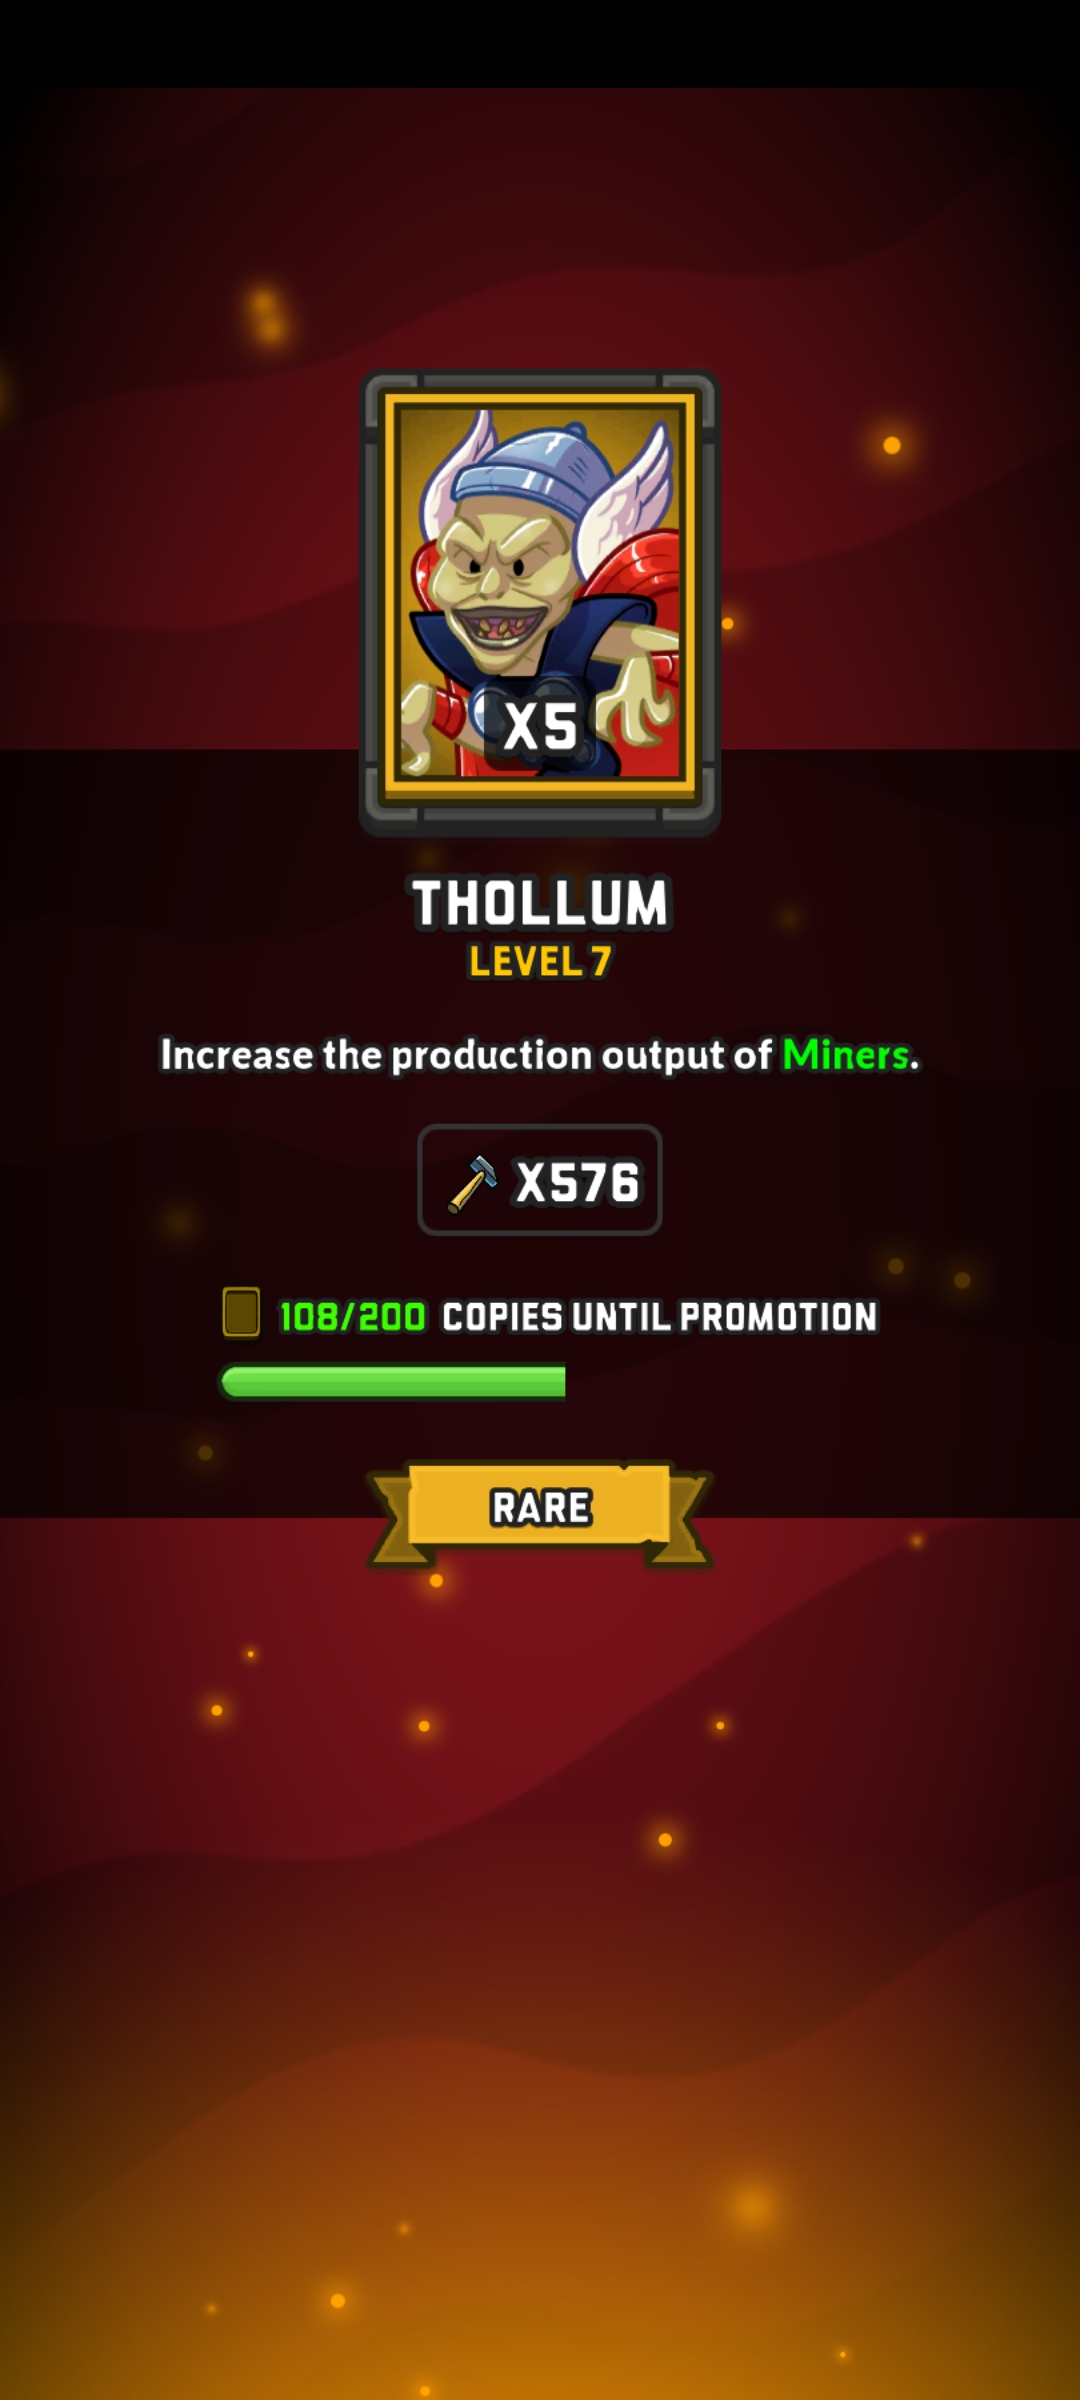 X5
THOLLUM
LEVEL 7
Increase the production output of Miners.
X576
108/200 COPIES UNTIL PROMOTION
RARE